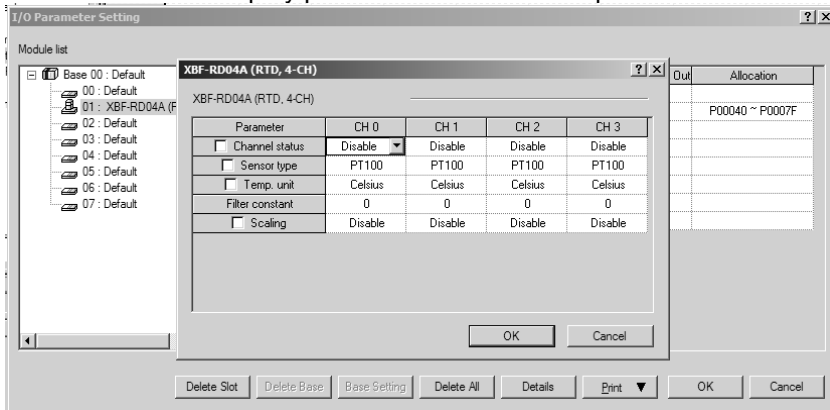 I/O Parameter Setting
Module list
Base 00 : Default
00 : Default
01 : XBF-RD04A (F
02 : Default
03 : Default
04 : Default
05 : Default
06 : Default
07 : Default
Out Allocation
P00040 ~ P0007F
XBF-RD04A (RTD, 4-CH)
XBF-RD04A (RTD, 4-CH)
Parameter CH 0 CH 1 CH 2 CH 3
Channel status Disable Disable Disable Disable
Sensor type PT100 PT100 PT100 PT100
Temp. unit Celsius Celsius Celsius Celsius
Filter constant 0 0 0 0
Scaling Disable Disable Disable Disable
OK Cancel
Delete Slot Delete Base Base Setting Delete All Details Print ▼ OK Cancel